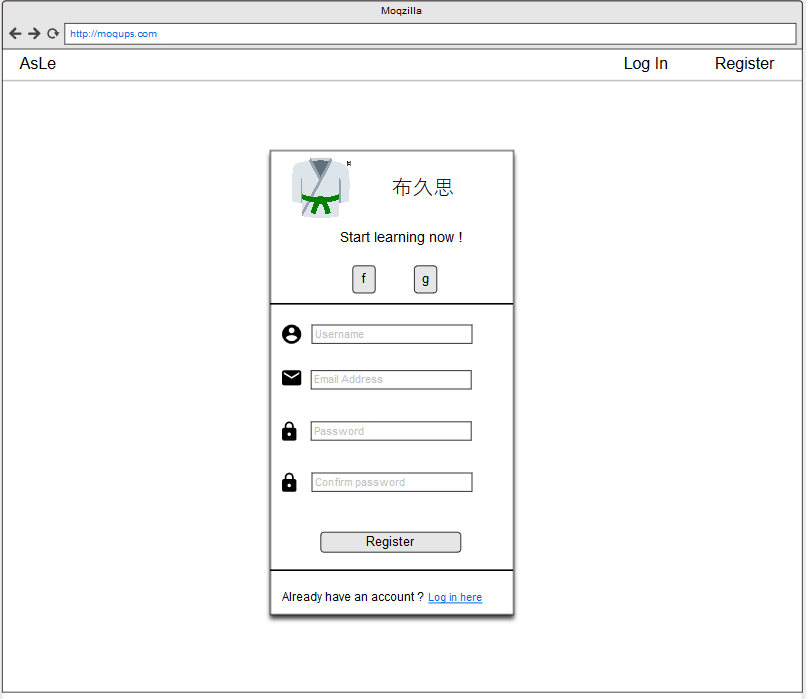 Moqzilla
http://moqups.com
AsLe Log In Register
布久思
Start learning now !
f g
Username
Email Address
Password
Confirm password
Register
Already have an account ? Log in here